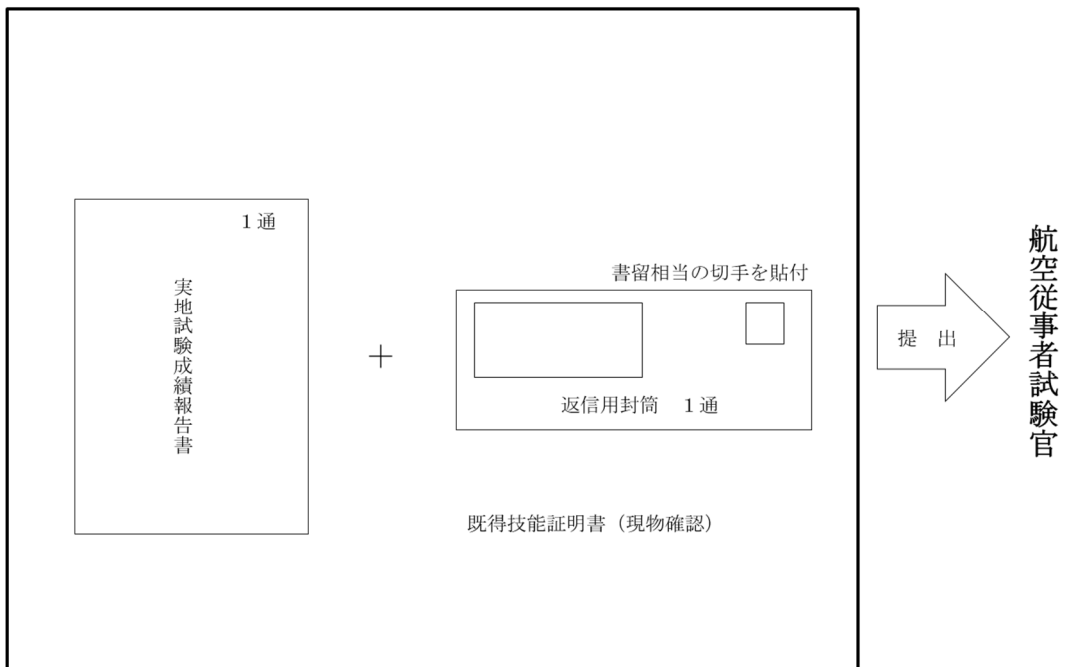 1通
実地試験成績報告書
＋
書留相当の切手を貼付
返信用封筒　1通
既得技能証明書（現物確認）
提　出
航空従事者試験官